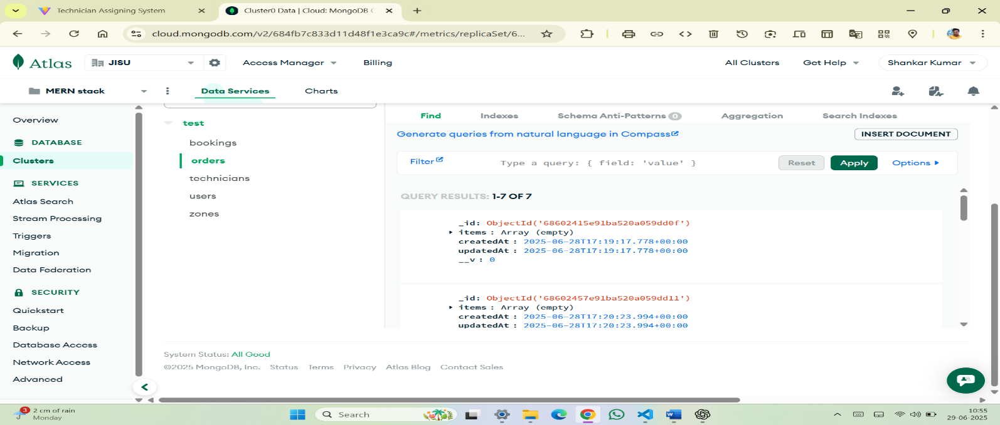 Technician Assigning System
Cluster0 Data | Cloud: MongoDB C
cloud.mongodb.com/v2/684fb7c833d11d48f1e3ca9c#/metrics/replicaSet/6...
Atlas
JISU
Access Manager
Billing
All Clusters
Get Help
Shankar Kumar
MERN stack
Data Services
Charts
Overview
DATABASE
Clusters
SERVICES
Atlas Search
Stream Processing
Triggers
Migration
Data Federation
SECURITY
Quickstart
Backup
Database Access
Network Access
Advanced
test
bookings
orders
technicians
users
zones
Find
Indexes
Schema Anti-Patterns 0
Aggregation
Search Indexes
Generate queries from natural language in Compass
INSERT DOCUMENT
Filter
Type a query: { field: 'value' }
Reset
Apply
Options
QUERY RESULTS: 1-7 OF 7
_id: ObjectId('68602415e91ba520a059dd0f')
items : Array (empty)
createdAt : 2025-06-28T17:19:17.778+00:00
updatedAt : 2025-06-28T17:19:17.778+00:00
__v : 0
_id: ObjectId('68602457e91ba520a059dd11')
items : Array (empty)
createdAt : 2025-06-28T17:20:23.994+00:00
updatedAt : 2025-06-28T17:20:23.994+00:00
System Status: All Good
©2025 MongoDB, Inc. Status Terms Privacy Atlas Blog Contact Sales
3
2 cm of rain
Monday
Search
10:55
29-06-2025